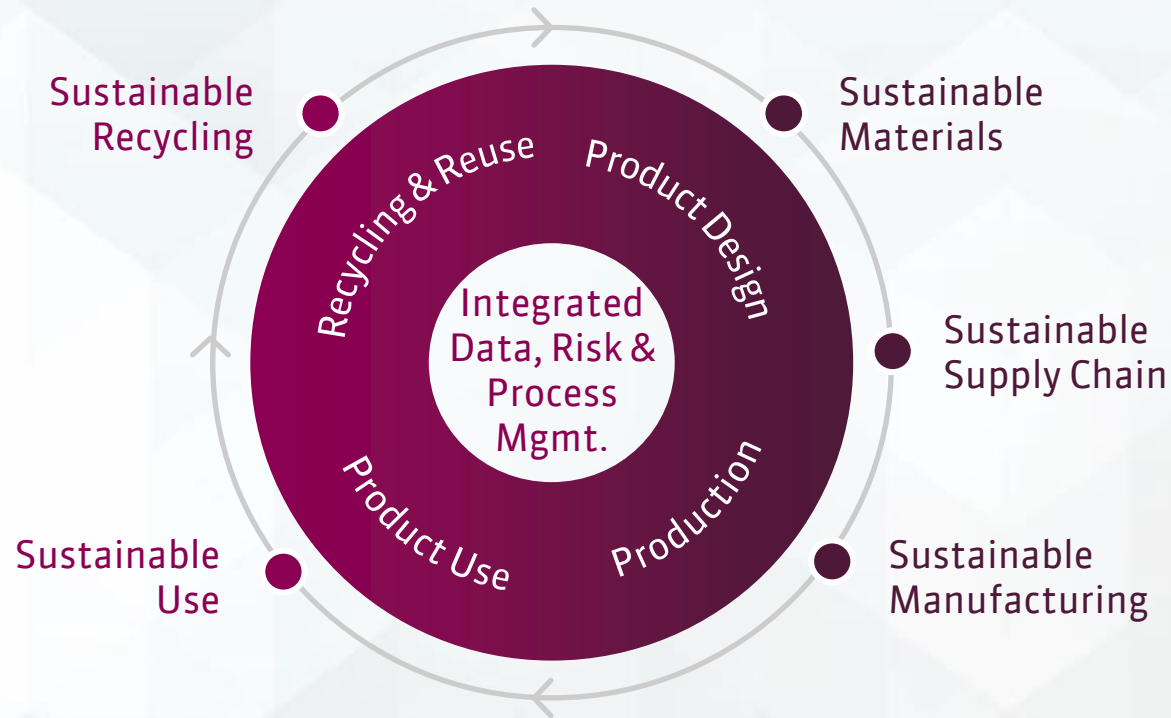 Sustainable
Recycling
Sustainable
Materials
Recycling & Reuse
Product Design
Integrated
Data, Risk &
Process
Mgmt.
Sustainable
Supply Chain
Product Use
Production
Sustainable
Use
Sustainable
Manufacturing